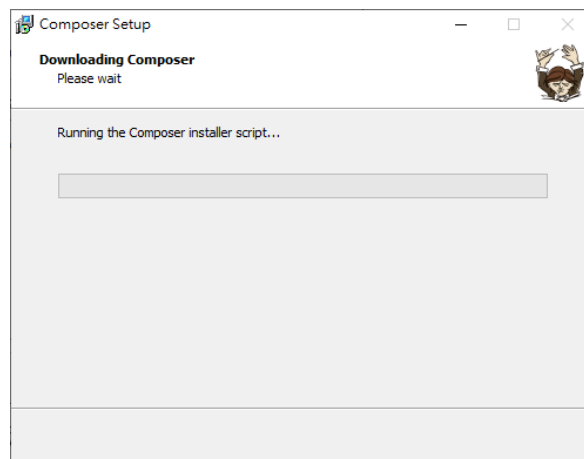 Composer Setup
Downloading Composer
Please wait
Running the Composer installer script...